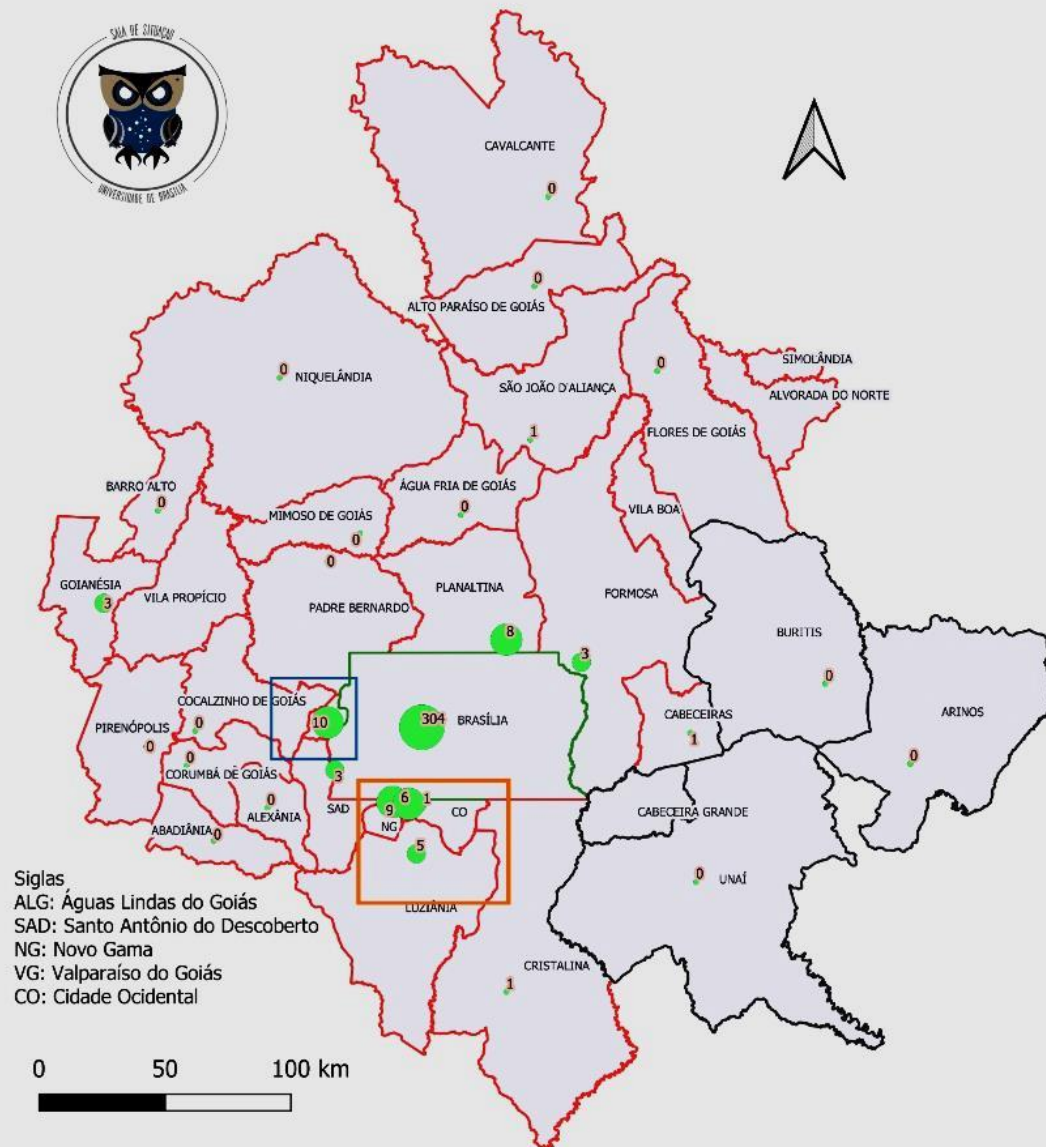 SALA DE SITUAÇÃO
UNIVERSIDADE DE BRASÍLIA
CAVALCANTE
0
0
ALTO PARAÍSO DE GOIÁS
SIMOLÂNDIA
0
NIQUELÂNDIA
0
SÃO JOÃO D'ALIANÇA
ALVORADA DO NORTE
1
FLORES DE GOIÁS
BARRO ALTO
0
ÁGUA FRIA DE GOIÁS
0
MIMOSO DE GOIÁS
0
VILA BOA
0
GOIANÉSIA
3
VILA PROPÍCIO
PADRE BERNARDO
PLANALTINA
FORMOSA
8
BURITIS
3
0
COCALZINHO DE GOIÁS
0
10
304
BRASÍLIA
CABECEIRAS
1
ARINOS
0
PIRENÓPOLIS
0
0
CORUMBÁ DE GOIÁS
3
0
ALEXÂNIA
SAD
9
6
1
NG
CO
CABECEIRA GRANDE
ABADIÂNIA
0
5
0
UNAÍ
LUZIÂNIA
CRISTALINA
1
Siglas
ALG: Águas Lindas do Goiás
SAD: Santo Antônio do Descoberto
NG: Novo Gama
VG: Valparaíso do Goiás
CO: Cidade Ocidental
0 50 100 km